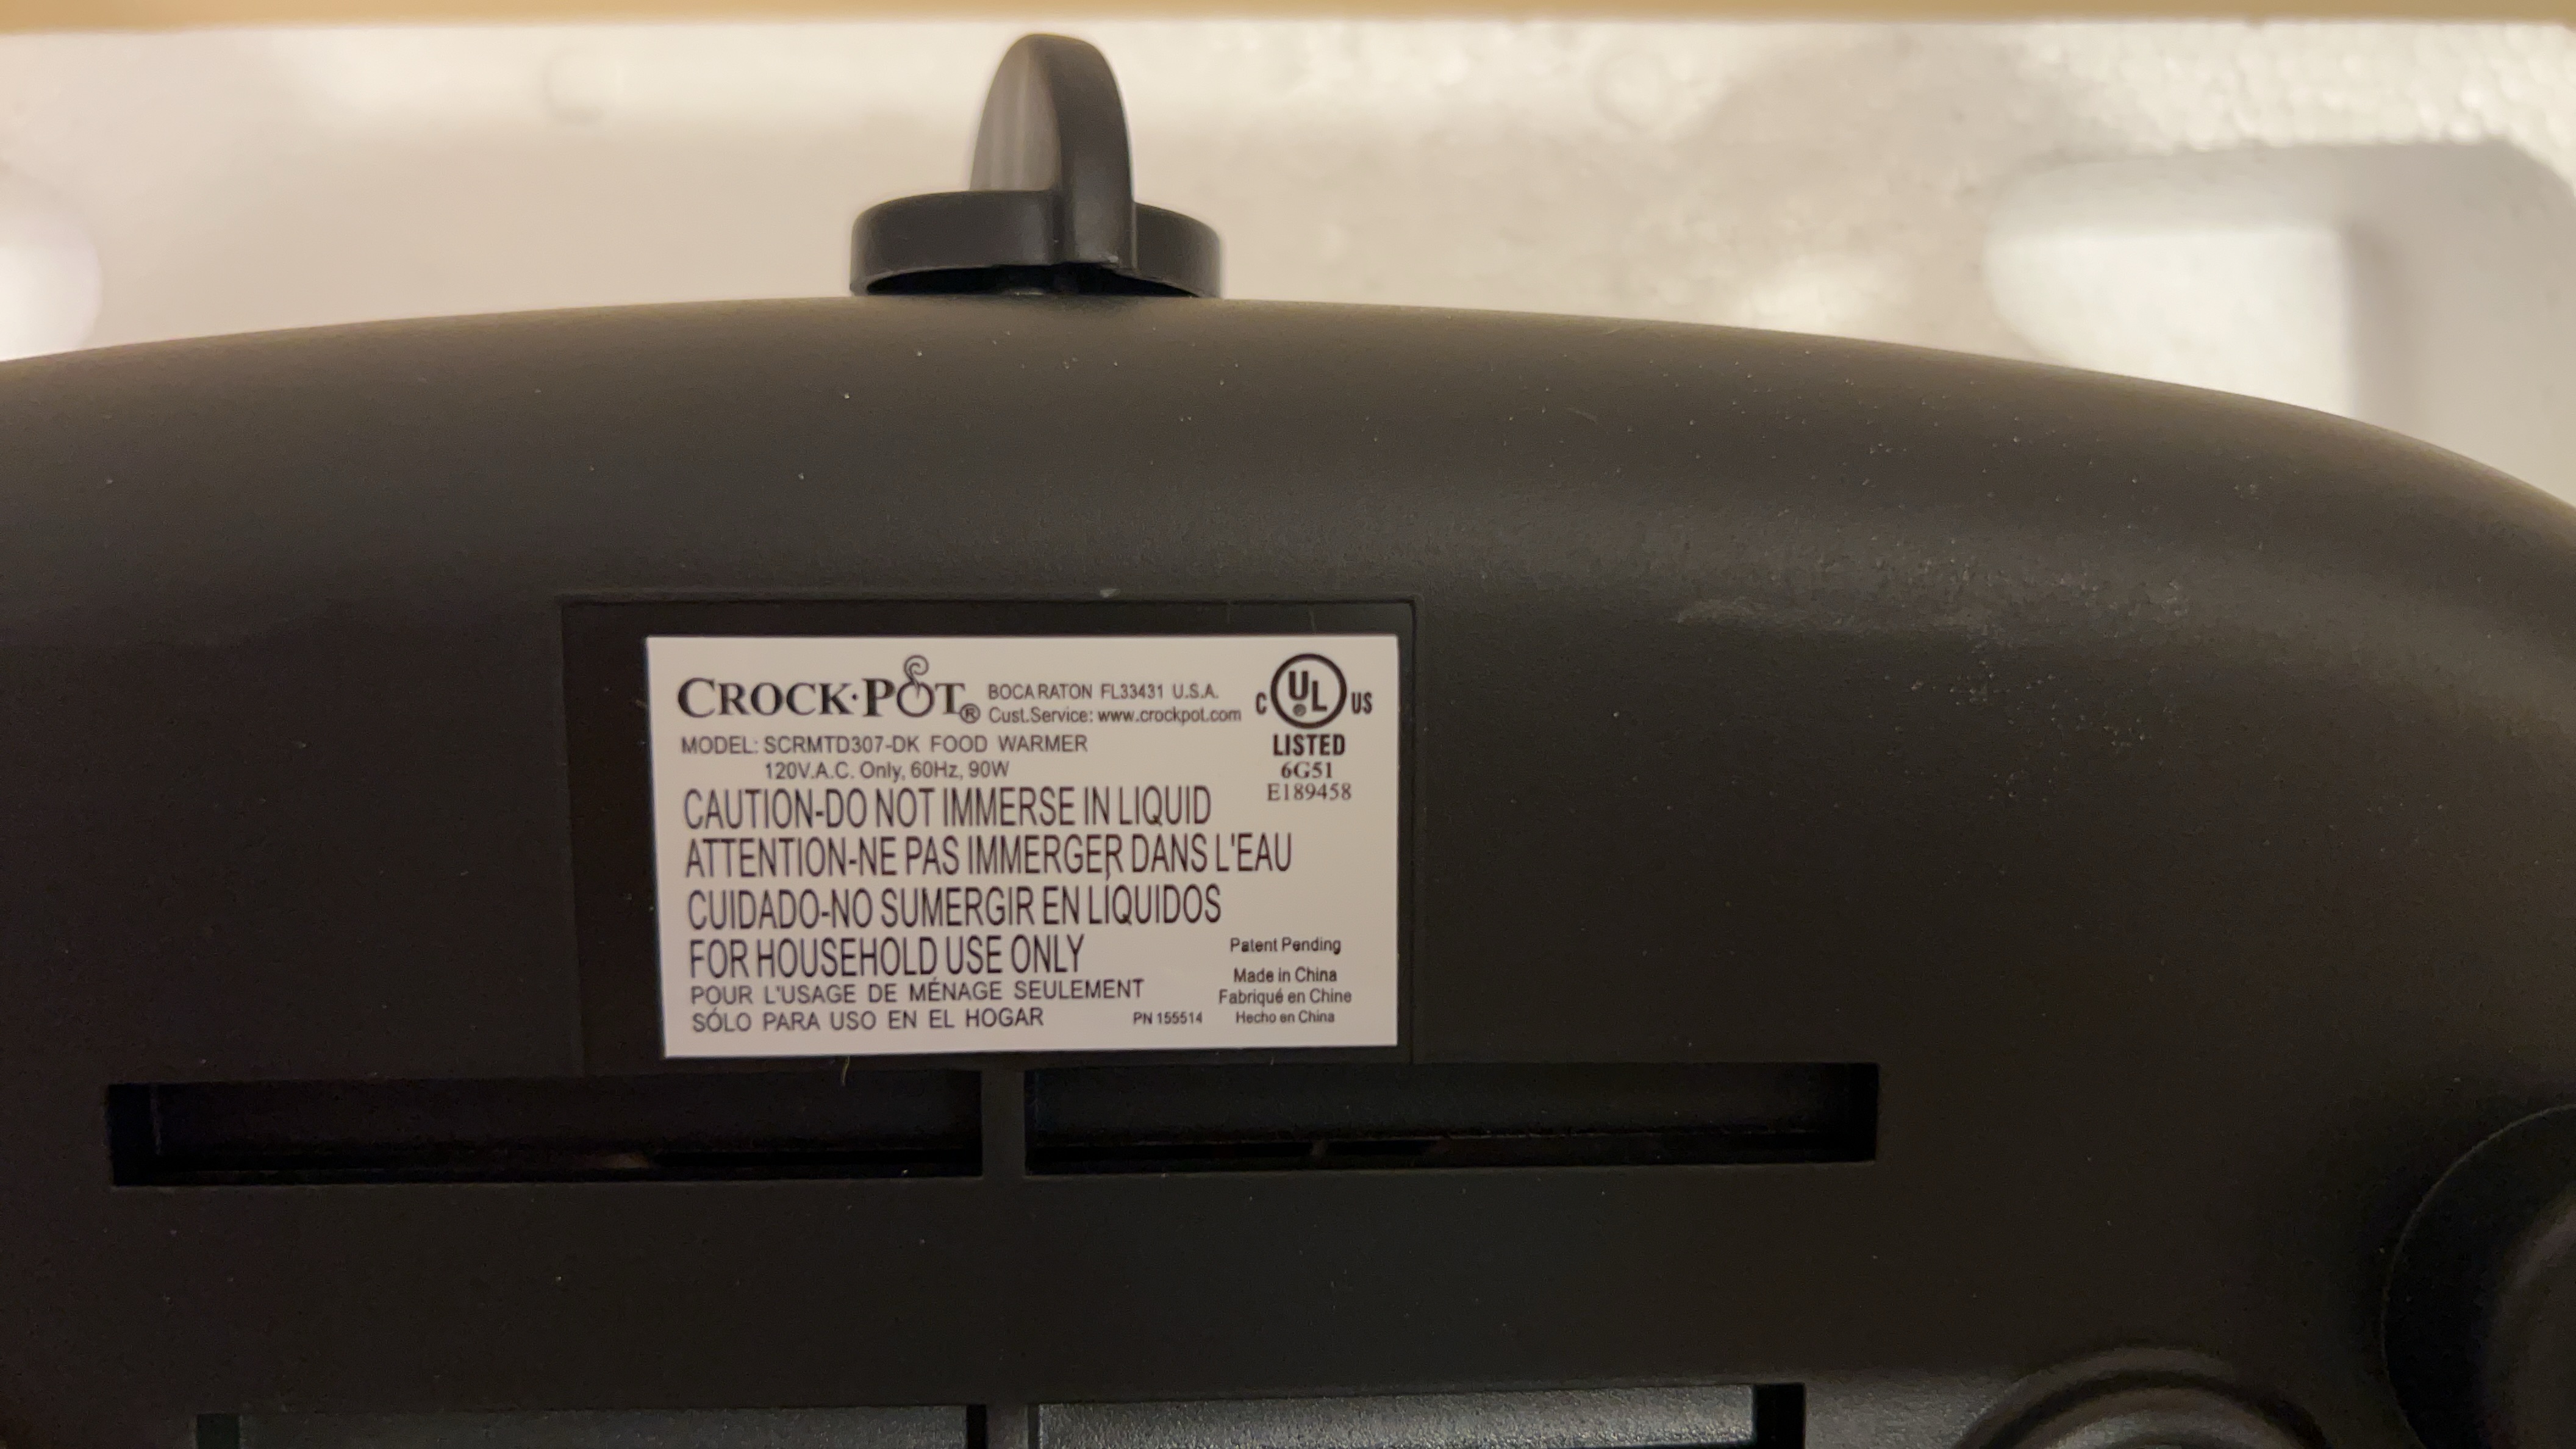 CROCK·POT® BOCA RATON FL33431 U.S.A.
Cust.Service: www.crockpot.com
MODEL: SCRMTD307-DK FOOD WARMER
120V.A.C. Only, 60Hz, 90W
C UL® US
LISTED
6G51
E189458
CAUTION-DO NOT IMMERSE IN LIQUID
ATTENTION-NE PAS IMMERGER DANS L'EAU
CUIDADO-NO SUMERGIR EN LÍQUIDOS
FOR HOUSEHOLD USE ONLY
POUR L'USAGE DE MÉNAGE SEULEMENT
SÓLO PARA USO EN EL HOGAR
PN 155514
Patent Pending
Made in China
Fabriqué en Chine
Hecho en China